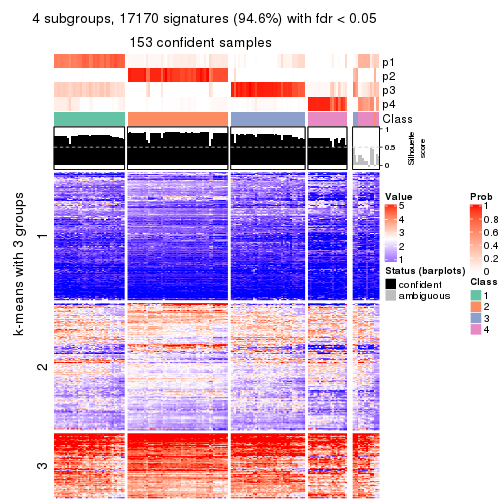 4 subgroups, 17170 signatures (94.6%) with fdr < 0.05
153 confident samples
p1
p2
p3
p4
Class
1
0.5
0
Silhouette
score
k-means with 3 groups
1
2
3
Value
5
4
3
2
1
Status (barplots)
confident
ambiguous
Prob
1
0.8
0.6
0.4
0.2
0
Class
1
2
3
4